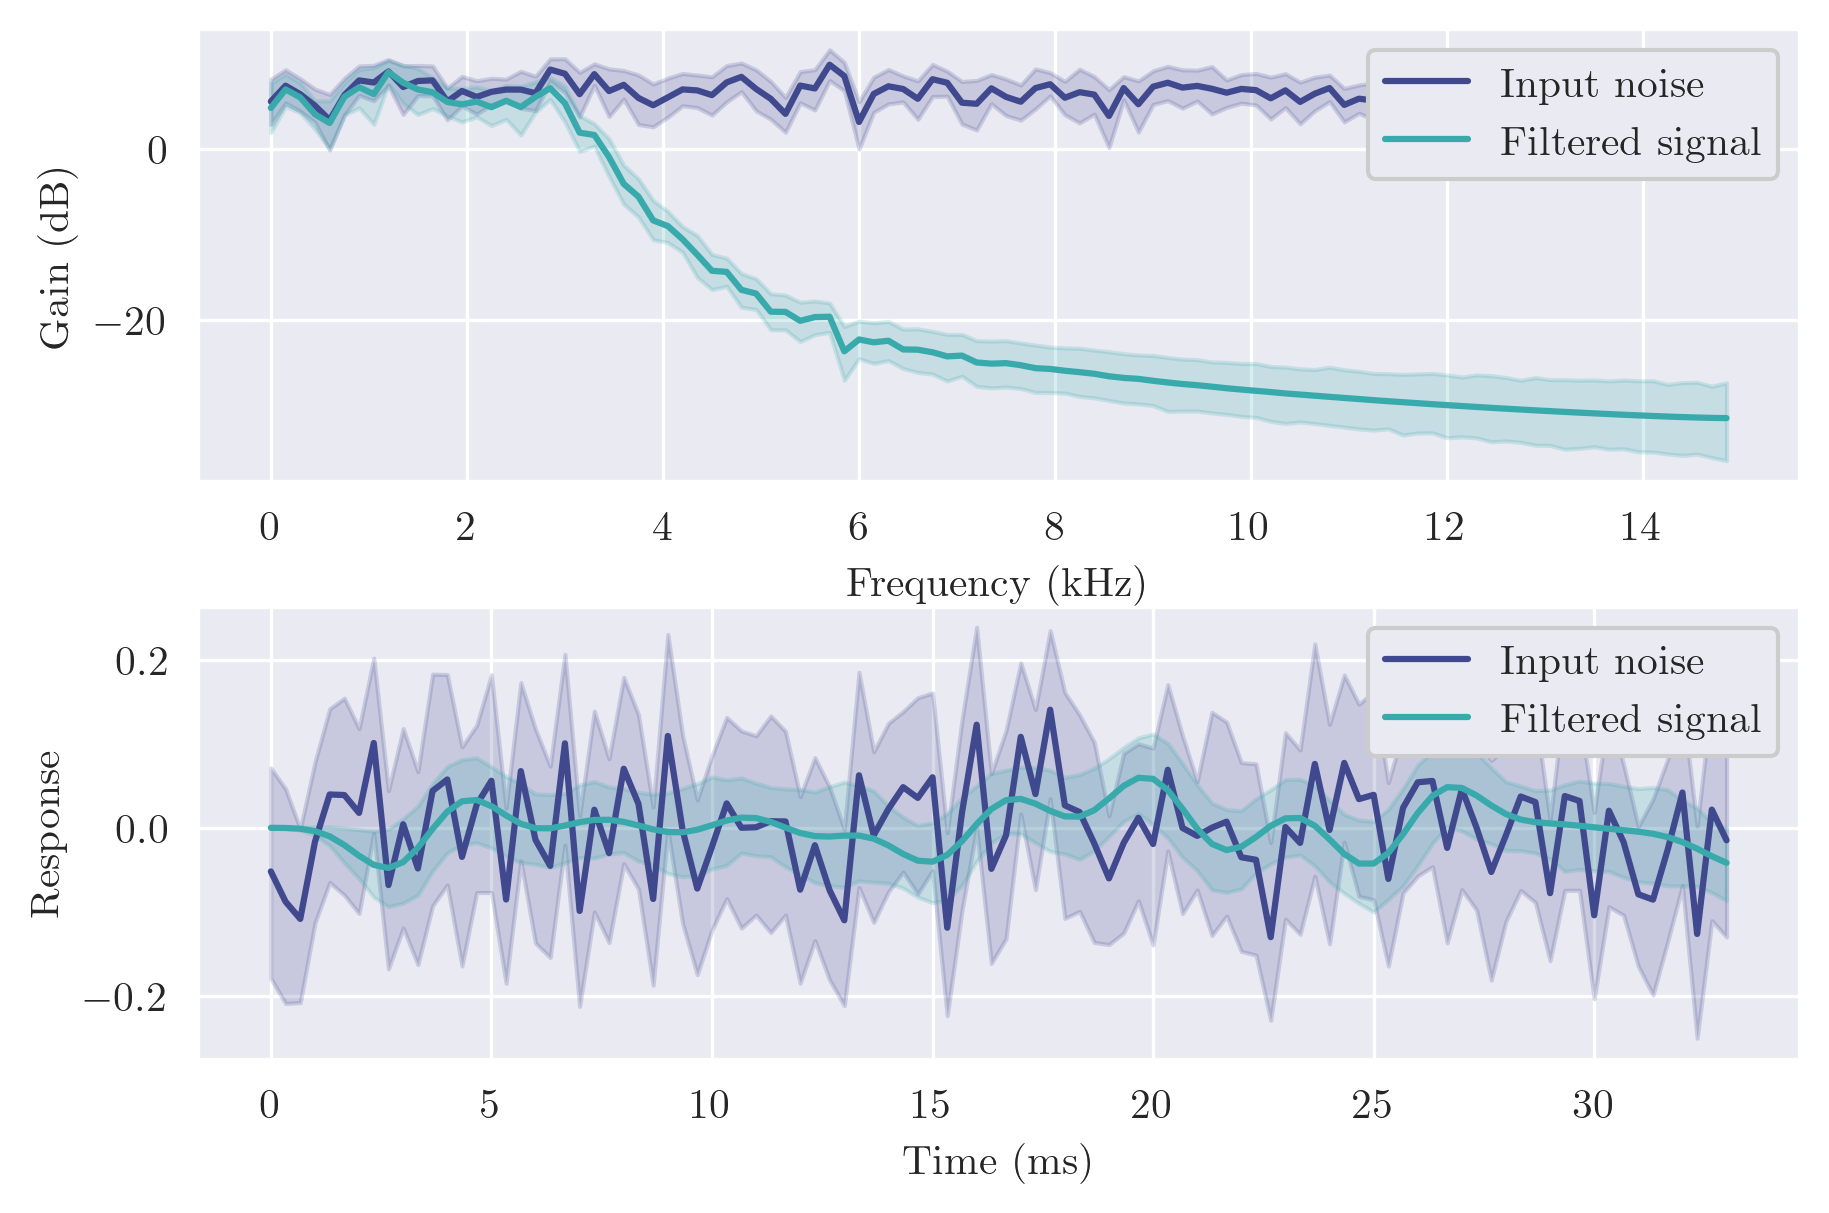 Input noise
Filtered signal
0
−20
Gain (dB)
0 2 4 6 8 10 12 14
Frequency (kHz)
Input noise
Filtered signal
0.2
0.0
−0.2
Response
0 5 10 15 20 25 30
Time (ms)